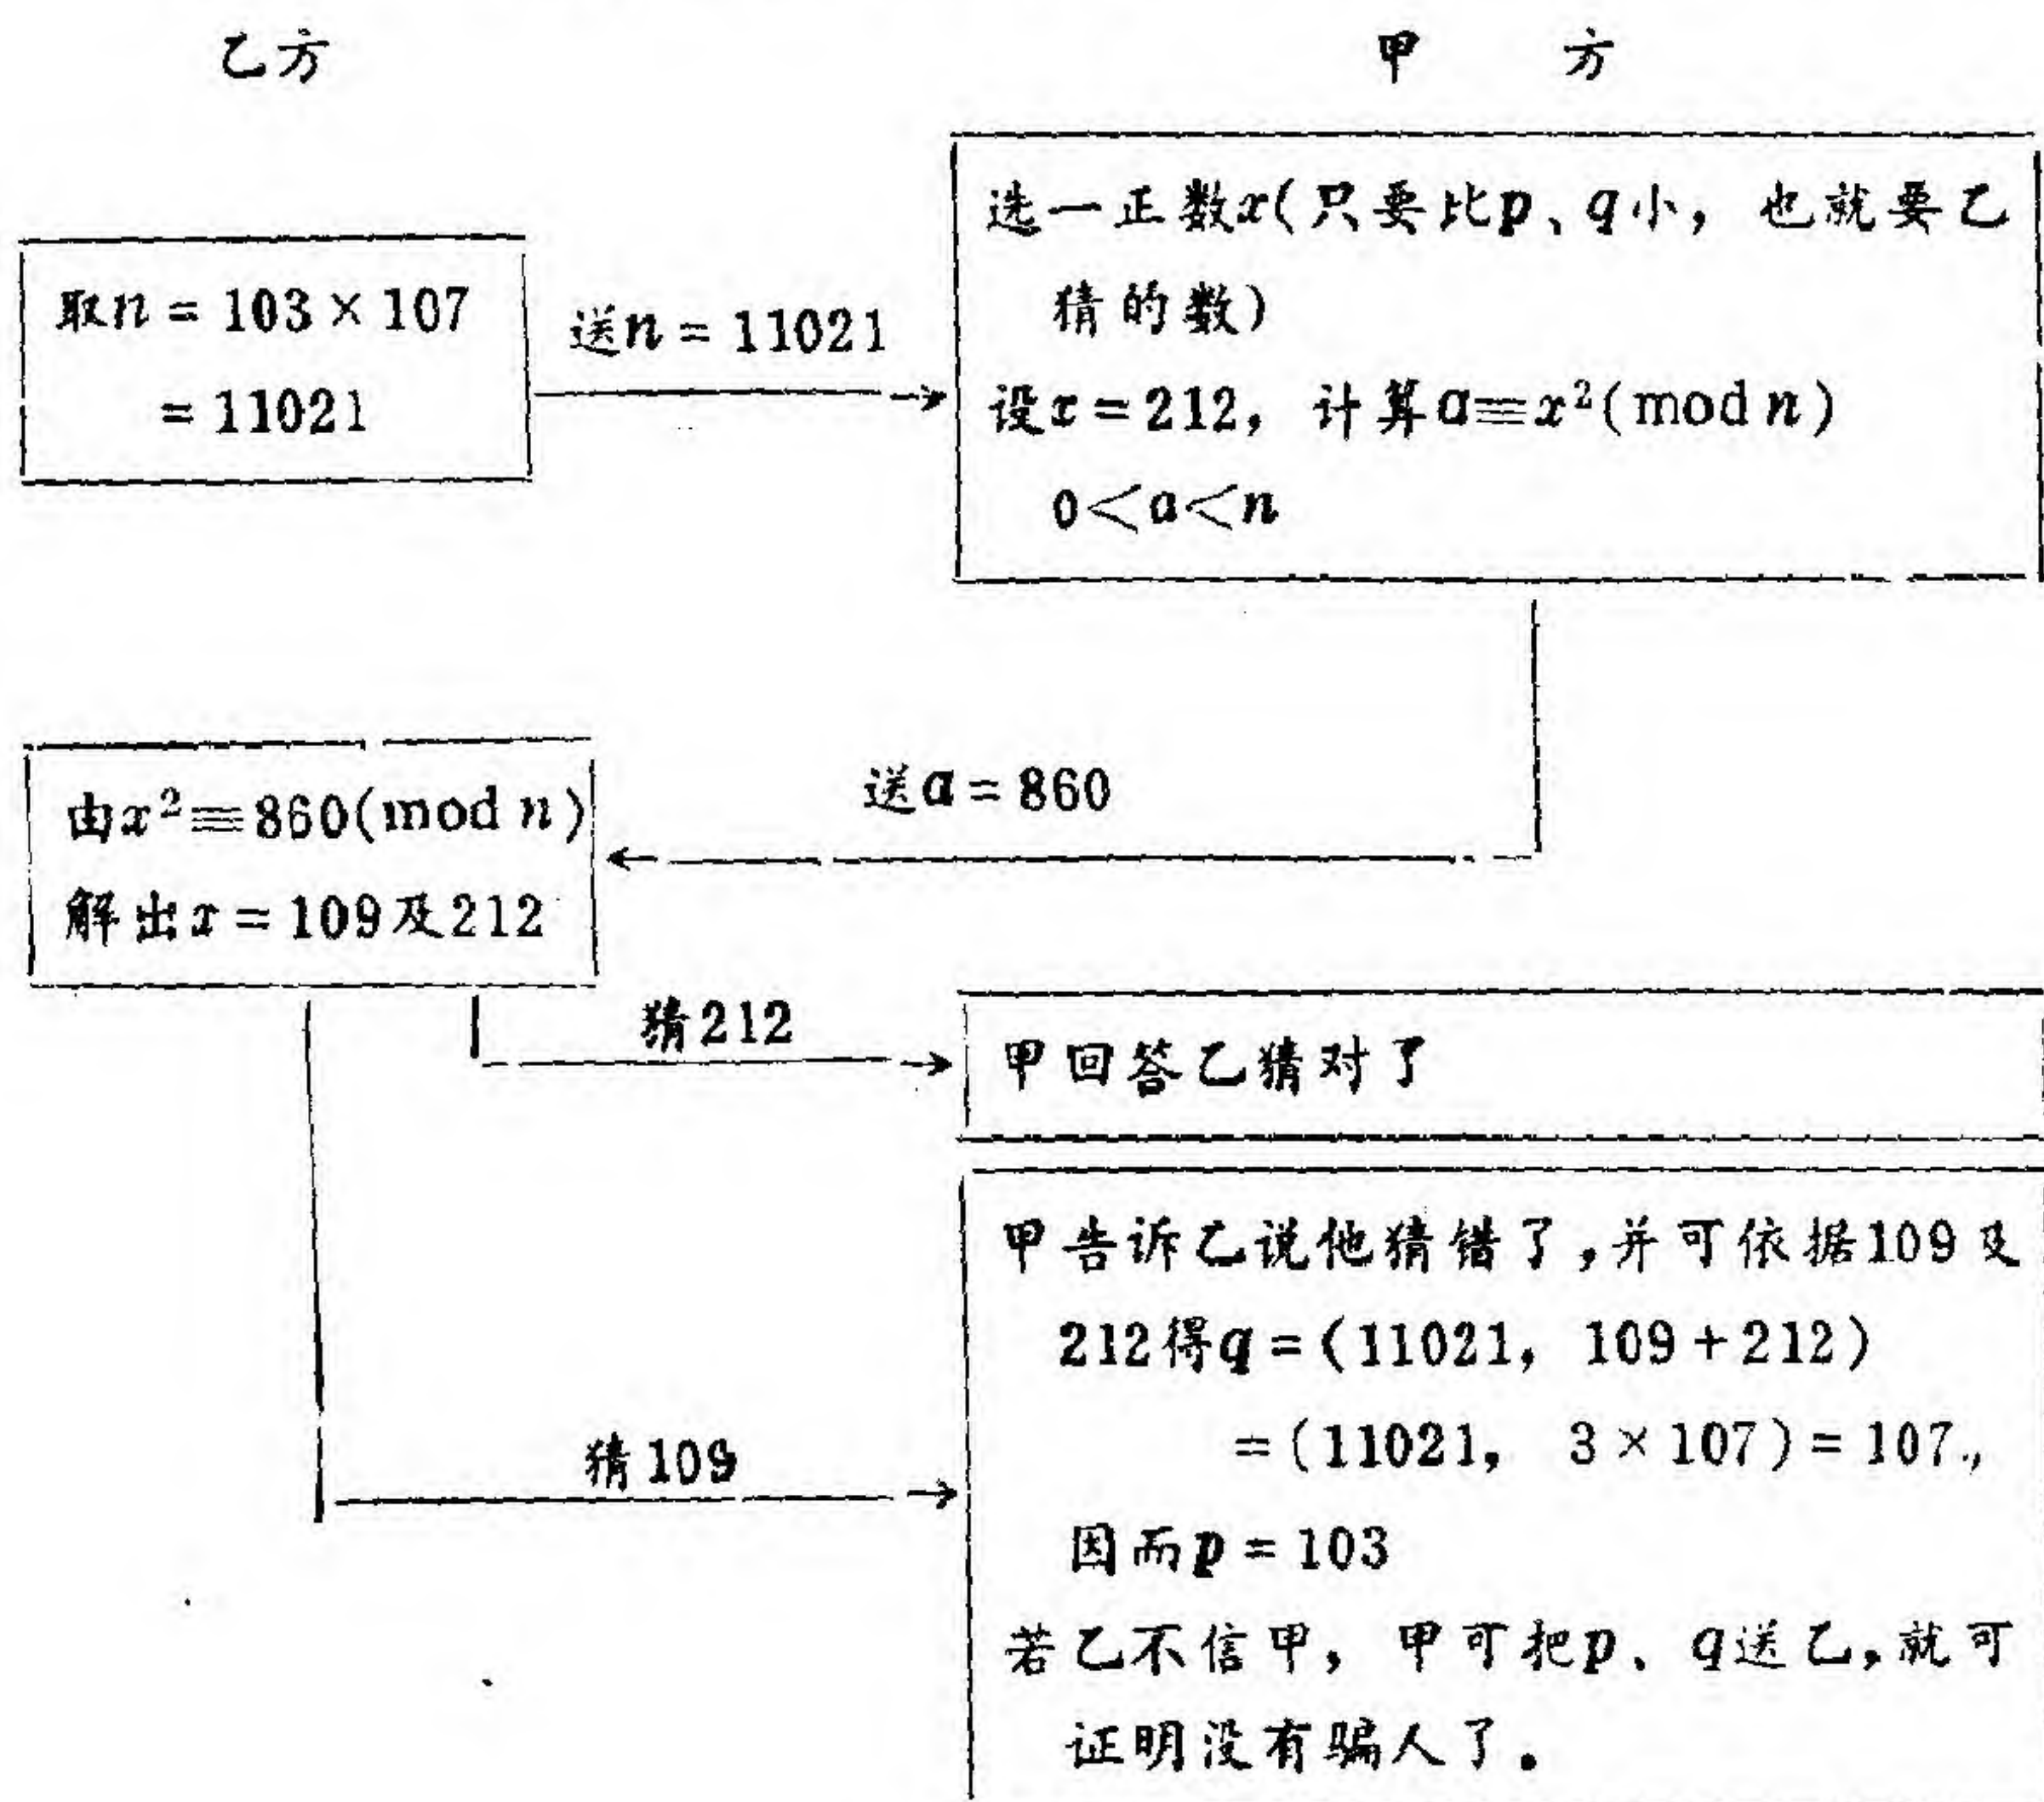 乙方
甲 方
取n = 103 × 107
= 11021
送n = 11021
选一正数x(只要比p、q小，也就要乙
猜的数)
设x = 212，计算a≡x²(mod n)
0＜a＜n
送a = 860
由x²≡860(mod n)
解出x = 109及212
猜212
甲回答乙猜对了
猜109
甲告诉乙说他猜错了，并可依据109及
212得q = (11021, 109 + 212)
= (11021, 3 × 107) = 107,
因而p = 103
若乙不信甲，甲可把p、q送乙，就可
证明没有骗人了。